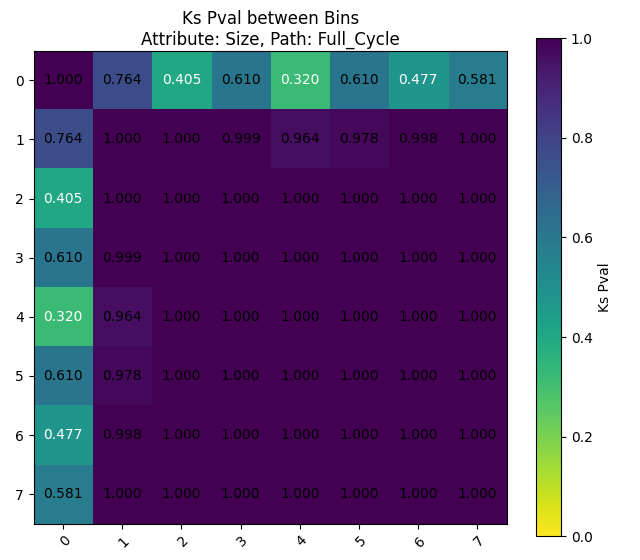 Ks Pval between Bins
Attribute: Size, Path: Full_Cycle
0 1.000 0.764 0.405 0.610 0.320 0.610 0.477 0.581
1 0.764 1.000 1.000 0.999 0.964 0.978 0.998 1.000
2 0.405 1.000 1.000 1.000 1.000 1.000 1.000 1.000
3 0.610 0.999 1.000 1.000 1.000 1.000 1.000 1.000
4 0.320 0.964 1.000 1.000 1.000 1.000 1.000 1.000
5 0.610 0.978 1.000 1.000 1.000 1.000 1.000 1.000
6 0.477 0.998 1.000 1.000 1.000 1.000 1.000 1.000
7 0.581 1.000 1.000 1.000 1.000 1.000 1.000 1.000
0 1 2 3 4 5 6 7
1.0
0.8
0.6
0.4
0.2
0.0
Ks Pval